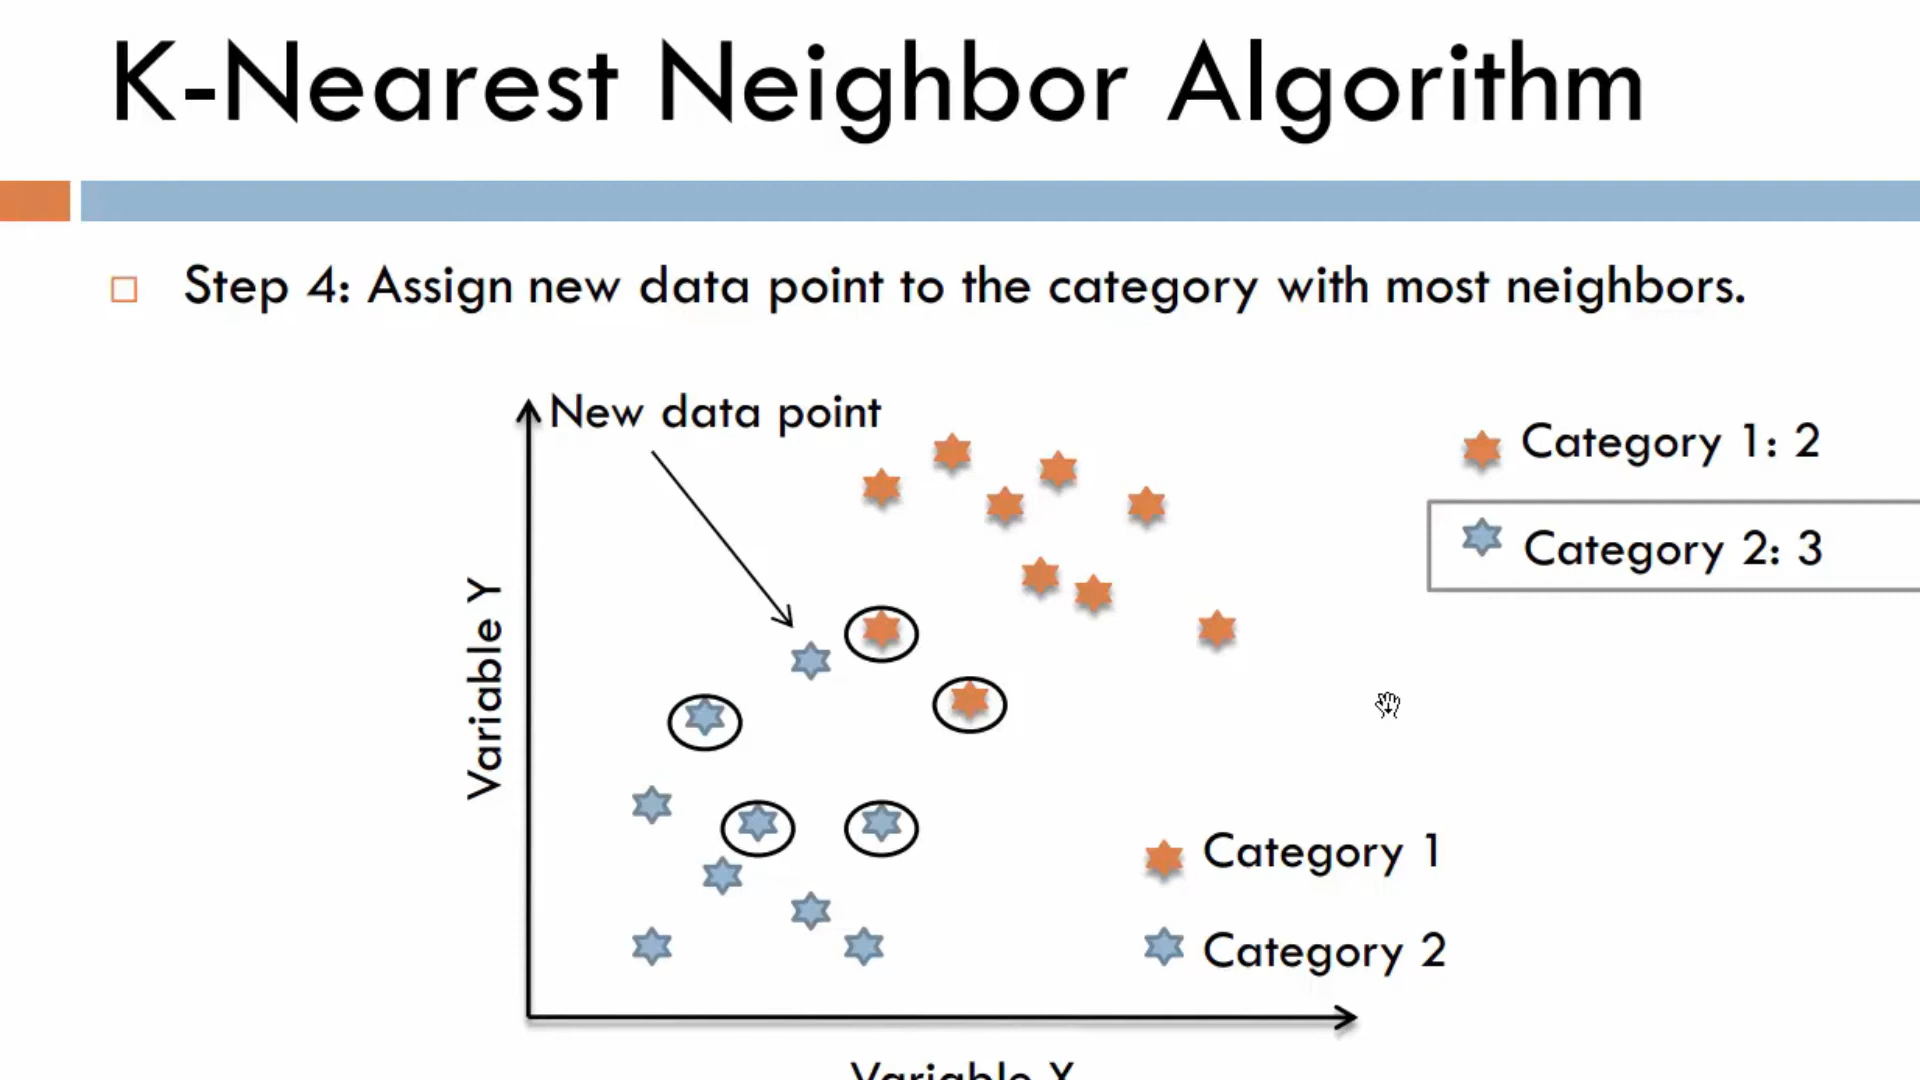 K-Nearest Neighbor Algorithm
Step 4: Assign new data point to the category with most neighbors.
New data point
Category 1: 2
Category 2: 3
Variable Y
Category 1
Category 2
Variable X